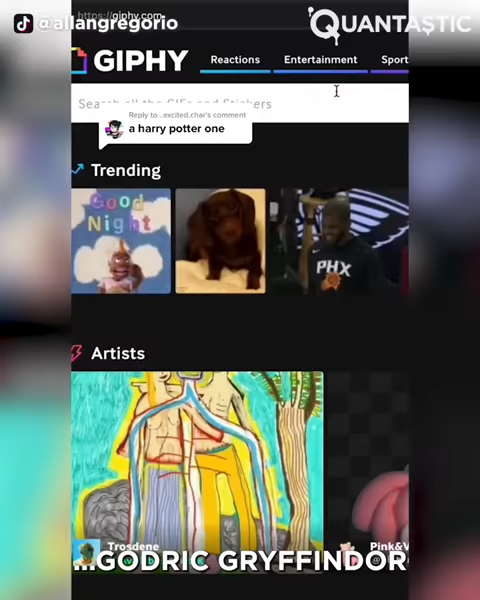 https://giphy.com
@allangregorio
QUANTASTIC
GIPHY
Reactions
Entertainment
Sport
Search all the GIFs and Stickers
Reply to ..excited.char's comment
a harry potter one
Trending
Good
Night
PHX
Artists
Trosdene
Pink&V
...GODRIC GRYFFINDOR